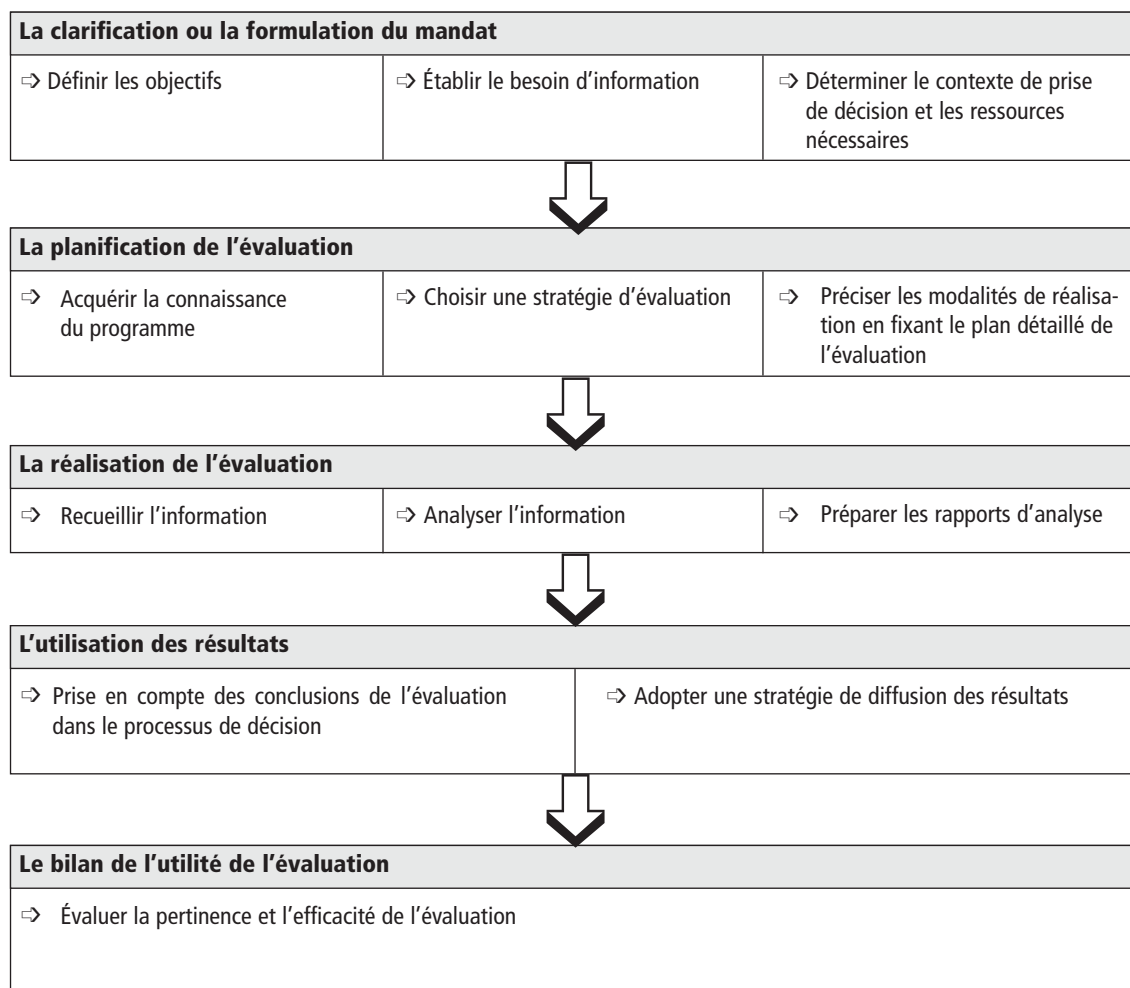 La clarification ou la formulation du mandat
⇨ Définir les objectifs
⇨ Établir le besoin d'information
⇨ Déterminer le contexte de prise
de décision et les ressources
nécessaires
La planification de l'évaluation
⇨ Acquérir la connaissance
du programme
⇨ Choisir une stratégie d'évaluation
⇨ Préciser les modalités de réalisa-
tion en fixant le plan détaillé de
l'évaluation
La réalisation de l'évaluation
⇨ Recueillir l'information
⇨ Analyser l'information
⇨ Préparer les rapports d'analyse
L'utilisation des résultats
⇨ Prise en compte des conclusions de l'évaluation
dans le processus de décision
⇨ Adopter une stratégie de diffusion des résultats
Le bilan de l'utilité de l'évaluation
⇨ Évaluer la pertinence et l'efficacité de l'évaluation